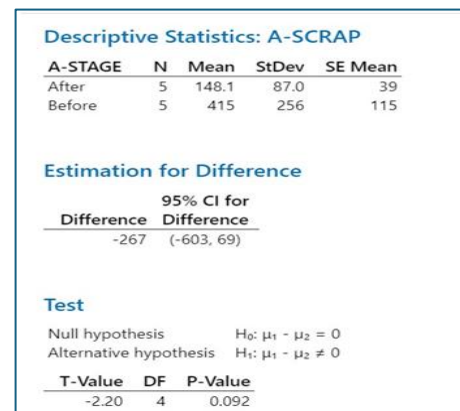 Descriptive Statistics: A-SCRAP
A-STAGE N Mean StDev SE Mean
After 5 148.1 87.0 39
Before 5 415 256 115
Estimation for Difference
95% CI for
Difference Difference
-267 (-603, 69)
Test
Null hypothesis H₀: μ₁ - µ₂ = 0
Alternative hypothesis H₁: μ₁ - µ₂ ≠ 0
T-Value DF P-Value
-2.20 4 0.092